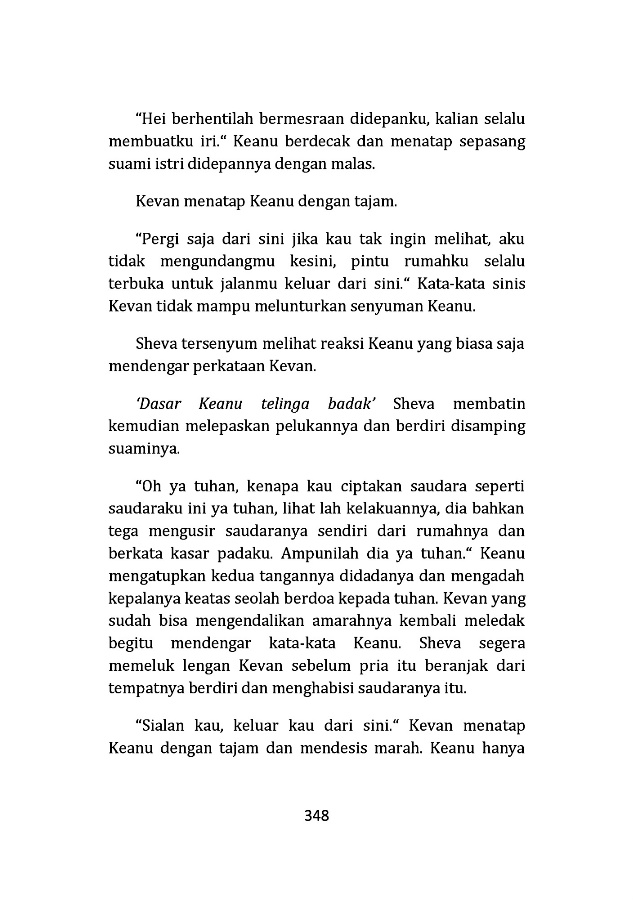 “Hei berhentilah bermesraan didepanku, kalian selalu
membuatku iri.“ Keanu berdecak dan menatap sepasang
suami istri didepannya dengan malas.
Kevan menatap Keanu dengan tajam.
“Pergi saja dari sini jika kau tak ingin melihat, aku
tidak mengundangmu kesini, pintu rumahku selalu
terbuka untuk jalanmu keluar dari sini.“ Kata-kata sinis
Kevan tidak mampu melunturkan senyuman Keanu.
Sheva tersenyum melihat reaksi Keanu yang biasa saja
mendengar perkataan Kevan.
‘Dasar Keanu telinga badak’ Sheva membatin
kemudian melepaskan pelukannya dan berdiri disamping
suaminya.
“Oh ya tuhan, kenapa kau ciptakan saudara seperti
saudaraku ini ya tuhan, lihat lah kelakuannya, dia bahkan
tega mengusir saudaranya sendiri dari rumahnya dan
berkata kasar padaku. Ampunilah dia ya tuhan.“ Keanu
mengatupkan kedua tangannya didadanya dan mengadah
kepalanya keatas seolah berdoa kepada tuhan. Kevan yang
sudah bisa mengendalikan amarahnya kembali meledak
begitu mendengar kata-kata Keanu. Sheva segera
memeluk lengan Kevan sebelum pria itu beranjak dari
tempatnya berdiri dan menghabisi saudaranya itu.
“Sialan kau, keluar kau dari sini.“ Kevan menatap
Keanu dengan tajam dan mendesis marah. Keanu hanya
348